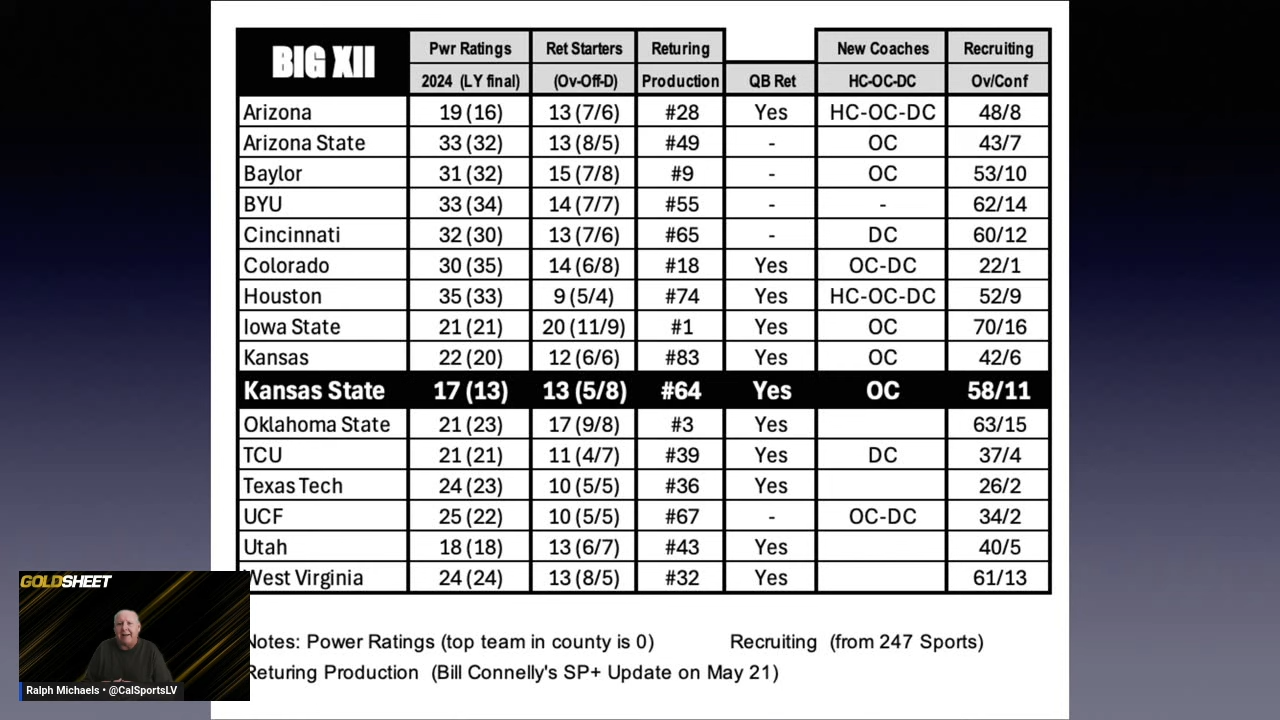 BIG XII Pwr Ratings Ret Starters Returing New Coaches Recruiting
2024 (LY final) (Ov-Off-D) Production QB Ret HC-OC-DC Ov/Conf
Arizona 19 (16) 13 (7/6) #28 Yes HC-OC-DC 48/8
Arizona State 33 (32) 13 (8/5) #49 - OC 43/7
Baylor 31 (32) 15 (7/8) #9 - OC 53/10
BYU 33 (34) 14 (7/7) #55 - - 62/14
Cincinnati 32 (30) 13 (7/6) #65 - DC 60/12
Colorado 30 (35) 14 (6/8) #18 Yes OC-DC 22/1
Houston 35 (33) 9 (5/4) #74 Yes HC-OC-DC 52/9
Iowa State 21 (21) 20 (11/9) #1 Yes OC 70/16
Kansas 22 (20) 12 (6/6) #83 Yes OC 42/6
Kansas State 17 (13) 13 (5/8) #64 Yes OC 58/11
Oklahoma State 21 (23) 17 (9/8) #3 Yes 63/15
TCU 21 (21) 11 (4/7) #39 Yes DC 37/4
Texas Tech 24 (23) 10 (5/5) #36 Yes 26/2
UCF 25 (22) 10 (5/5) #67 - OC-DC 34/2
Utah 18 (18) 13 (6/7) #43 Yes 40/5
West Virginia 24 (24) 13 (8/5) #32 Yes 61/13
Notes: Power Ratings (top team in county is 0) Recruiting (from 247 Sports)
Returing Production (Bill Connelly's SP+ Update on May 21)
GOLDSHEET
Ralph Michaels • @CalSportsLV